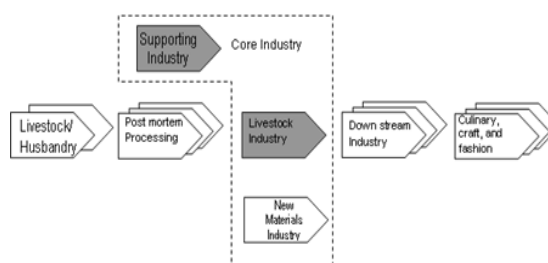 Supporting
Industry
Core Industry
Livestock/
Husbandry
Post mortem
Processing
Livestock
Industry
Down stream
Industry
Culinary,
craft, and
fashion
New
Materials
Industry